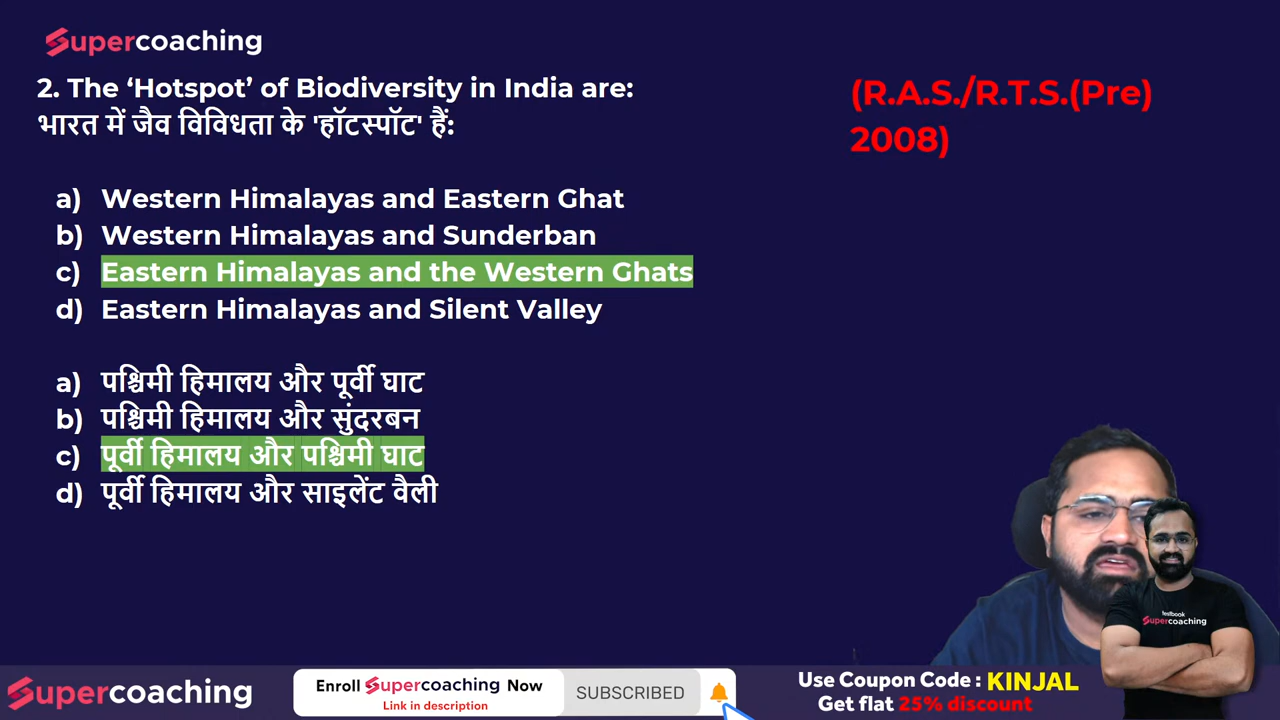 Supercoaching
2. The ‘Hotspot’ of Biodiversity in India are:
भारत में जैव विविधता के 'हॉटस्पॉट' हैं:
(R.A.S./R.T.S.(Pre)
2008)
a) Western Himalayas and Eastern Ghat
b) Western Himalayas and Sunderban
c) Eastern Himalayas and the Western Ghats
d) Eastern Himalayas and Silent Valley
a) पश्चिमी हिमालय और पूर्वी घाट
b) पश्चिमी हिमालय और सुंदरबन
c) पूर्वी हिमालय और पश्चिमी घाट
d) पूर्वी हिमालय और साइलेंट वैली
testbook
Supercoaching
Supercoaching
Enroll Supercoaching Now
Link in description
SUBSCRIBED
Use Coupon Code : KINJAL
Get flat 25% discount